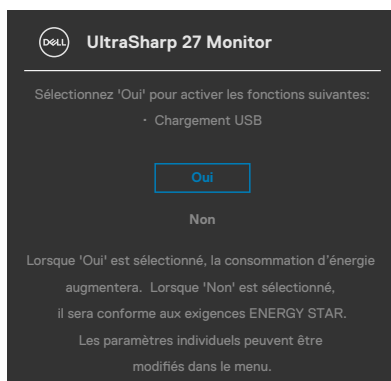 DELL UltraSharp 27 Monitor
Sélectionnez 'Oui' pour activer les fonctions suivantes:
· Chargement USB
Oui
Non
Lorsque 'Oui' est sélectionné, la consommation d'énergie
augmentera. Lorsque 'Non' est sélectionné,
il sera conforme aux exigences ENERGY STAR.
Les paramètres individuels peuvent être
modifiés dans le menu.